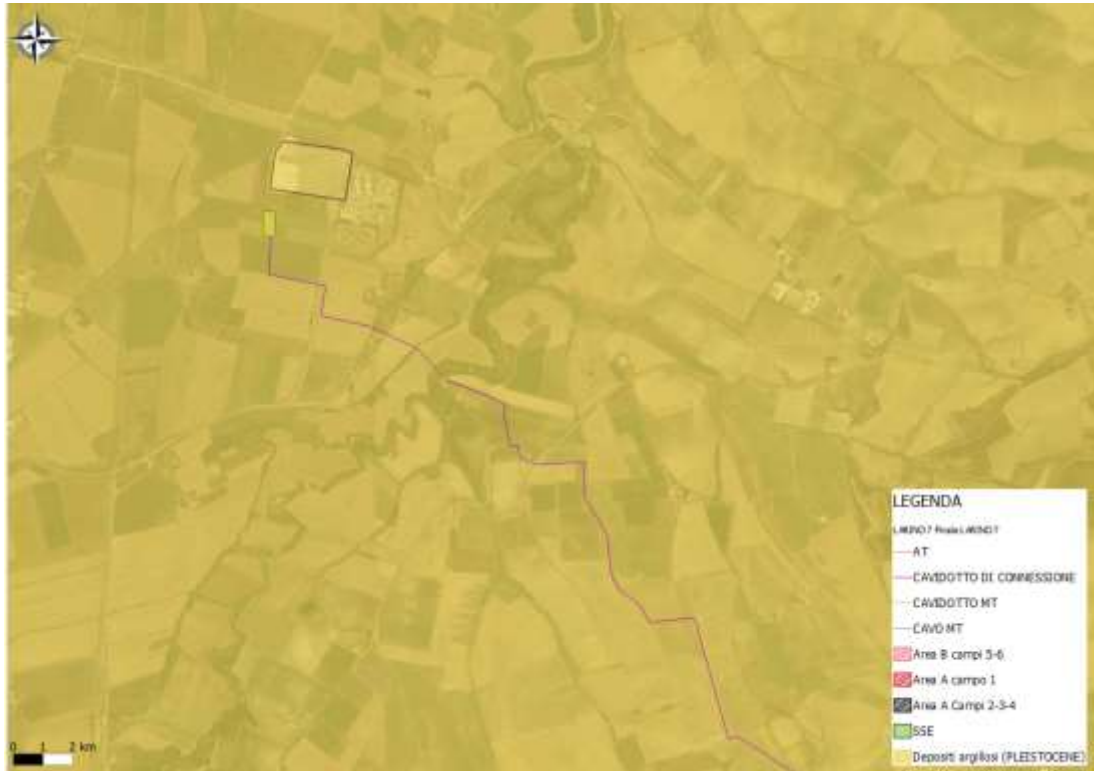 LEGENDA
AT
CAVIDOTTO DI CONNESSIONE
CAVIDOTTO MT
CAVO MT
Area B campi 5-6
Area A campo 1
Area A Campi 2-3-4
SSE
Depositi argillosi (PLEISTOCENE)
0 1 2 km